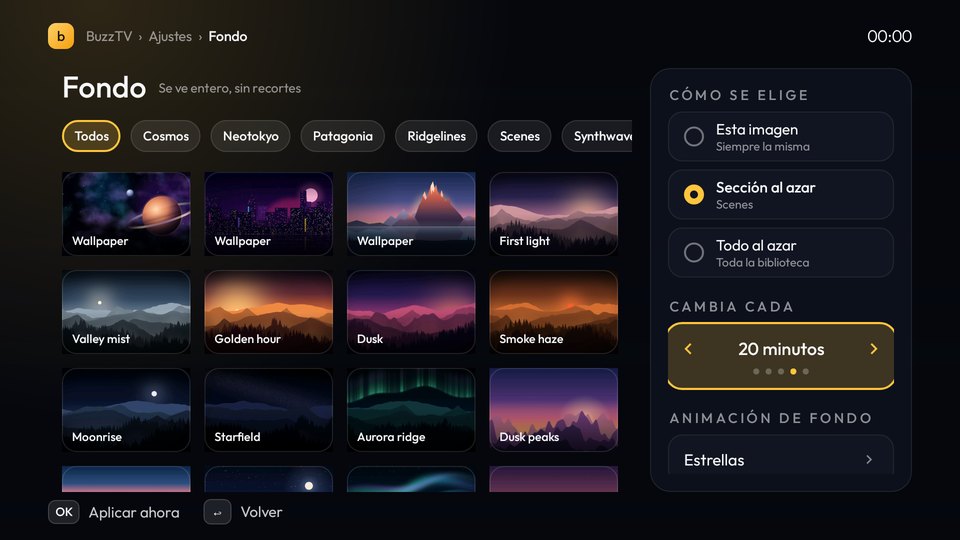 b BuzzTV › Ajustes › Fondo
00:00
Fondo Se ve entero, sin recortes
Todos Cosmos Neotokyo Patagonia Ridgelines Scenes Synthwave
Wallpaper Wallpaper Wallpaper First light
Valley mist Golden hour Dusk Smoke haze
Moonrise Starfield Aurora ridge Dusk peaks
CÓMO SE ELIGE
Esta imagen
Siempre la misma
Sección al azar
Scenes
Todo al azar
Toda la biblioteca
CAMBIA CADA
20 minutos
ANIMACIÓN DE FONDO
Estrellas
OK Aplicar ahora Volver